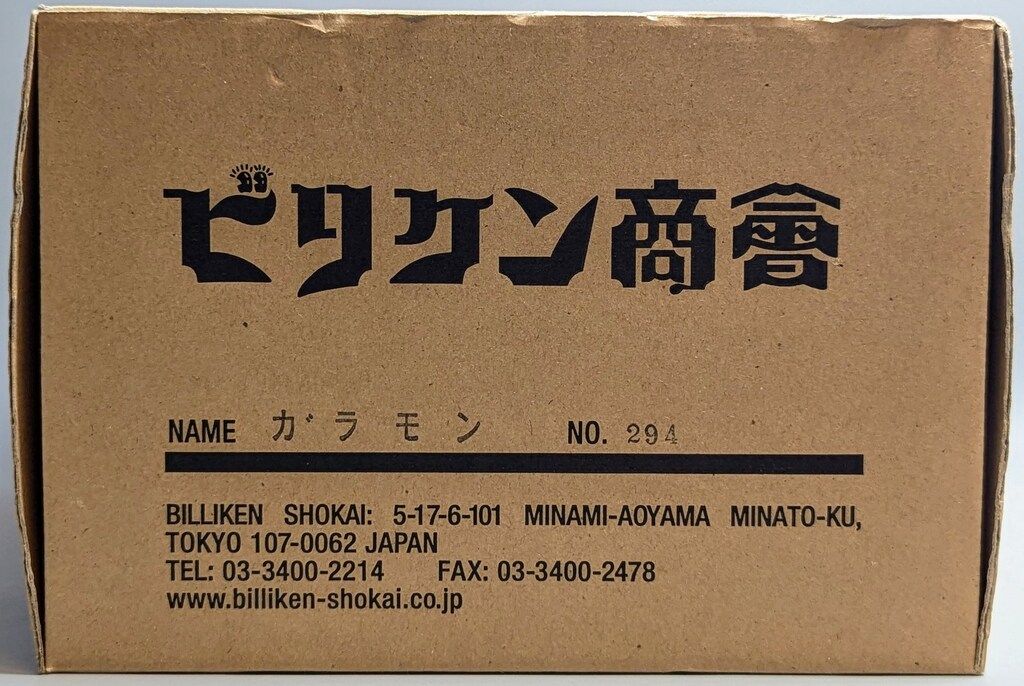 ビリケン商會
NAME ガラモン NO. 294
BILLIKEN SHOKAI: 5-17-6-101 MINAMI-AOYAMA MINATO-KU,
TOKYO 107-0062 JAPAN
TEL: 03-3400-2214 FAX: 03-3400-2478
www.billiken-shokai.co.jp